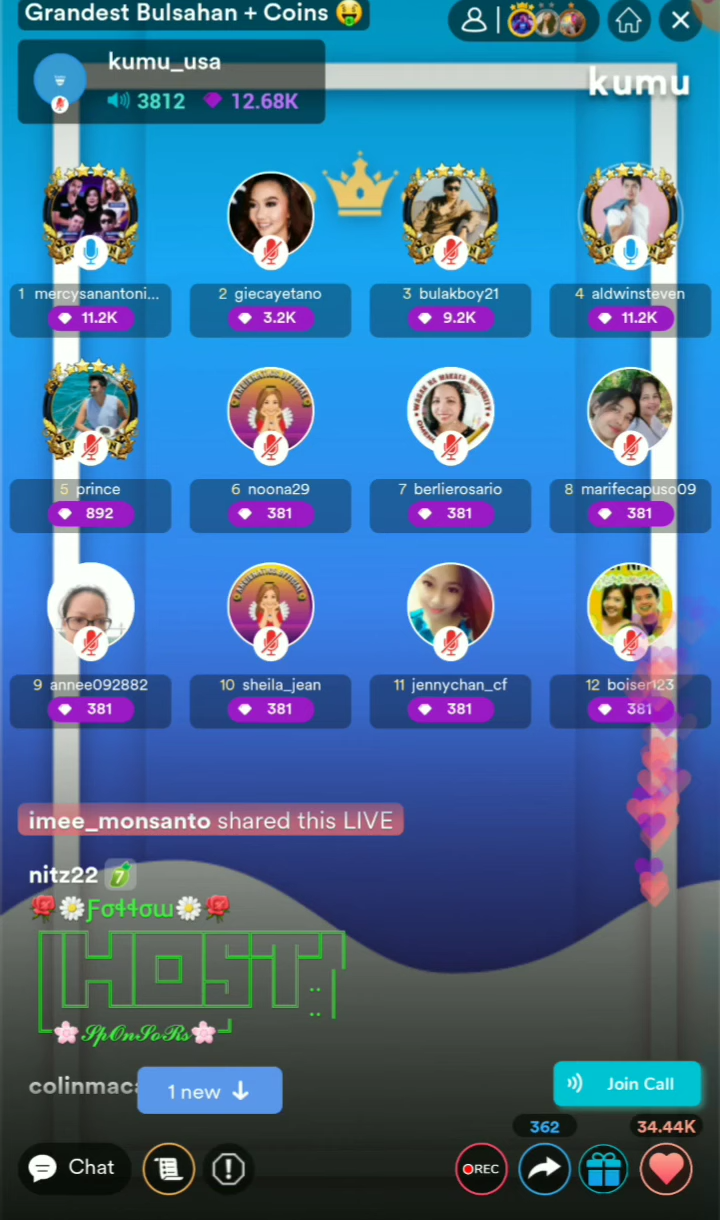 Grandest Bulsahan + Coins 🤑
kumu_usa
3812 12.68K
kumu
1 mercysanantoni...
11.2K
2 giecayetano
3.2K
3 bulakboy21
9.2K
4 aldwinsteven
11.2K
5 prince
892
6 noona29
381
7 berlierosario
381
8 marifecapuso09
381
9 annee092882
381
10 sheila_jean
381
11 jennychan_cf
381
12 boiser123
381
imee_monsanto shared this LIVE
nitz22 7
🌹🌼Ƒσɬɬσɯ🌼🌹
HOST
🌸𝒮𝓅𝒪𝓃𝒮𝑜ℛ𝓈🌸
1 new ↓
Join Call
362
34.44K
Chat
REC